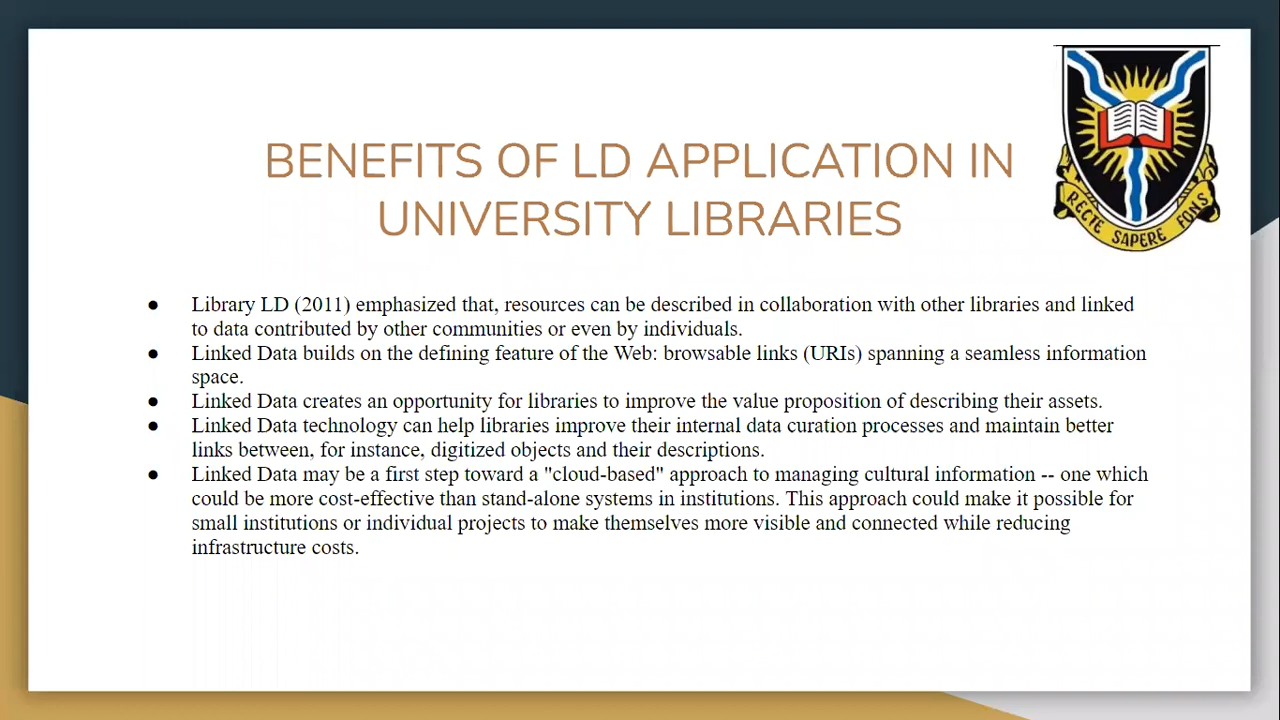 BENEFITS OF LD APPLICATION IN
UNIVERSITY LIBRARIES
RECTE SAPERE FONS
● Library LD (2011) emphasized that, resources can be described in collaboration with other libraries and linked
to data contributed by other communities or even by individuals.
● Linked Data builds on the defining feature of the Web: browsable links (URIs) spanning a seamless information
space.
● Linked Data creates an opportunity for libraries to improve the value proposition of describing their assets.
● Linked Data technology can help libraries improve their internal data curation processes and maintain better
links between, for instance, digitized objects and their descriptions.
● Linked Data may be a first step toward a "cloud-based" approach to managing cultural information -- one which
could be more cost-effective than stand-alone systems in institutions. This approach could make it possible for
small institutions or individual projects to make themselves more visible and connected while reducing
infrastructure costs.